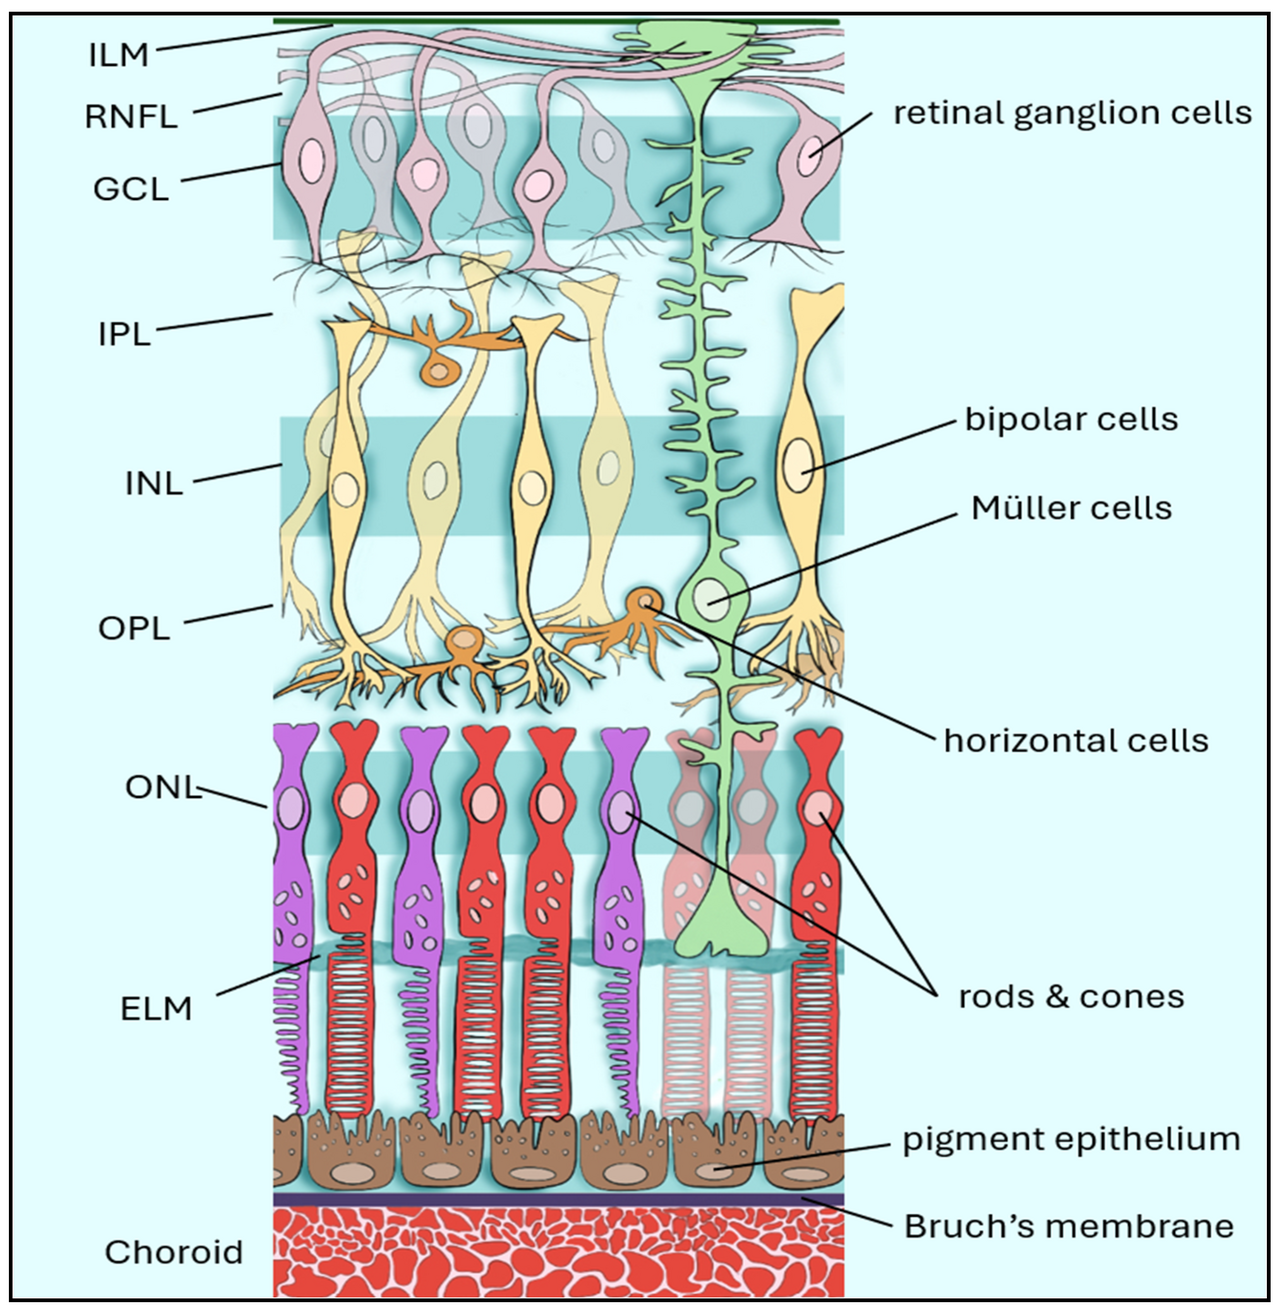 ILM
RNFL
GCL
IPL
INL
OPL
ONL
ELM
Choroid
retinal ganglion cells
bipolar cells
Müller cells
horizontal cells
rods & cones
pigment epithelium
Bruch’s membrane